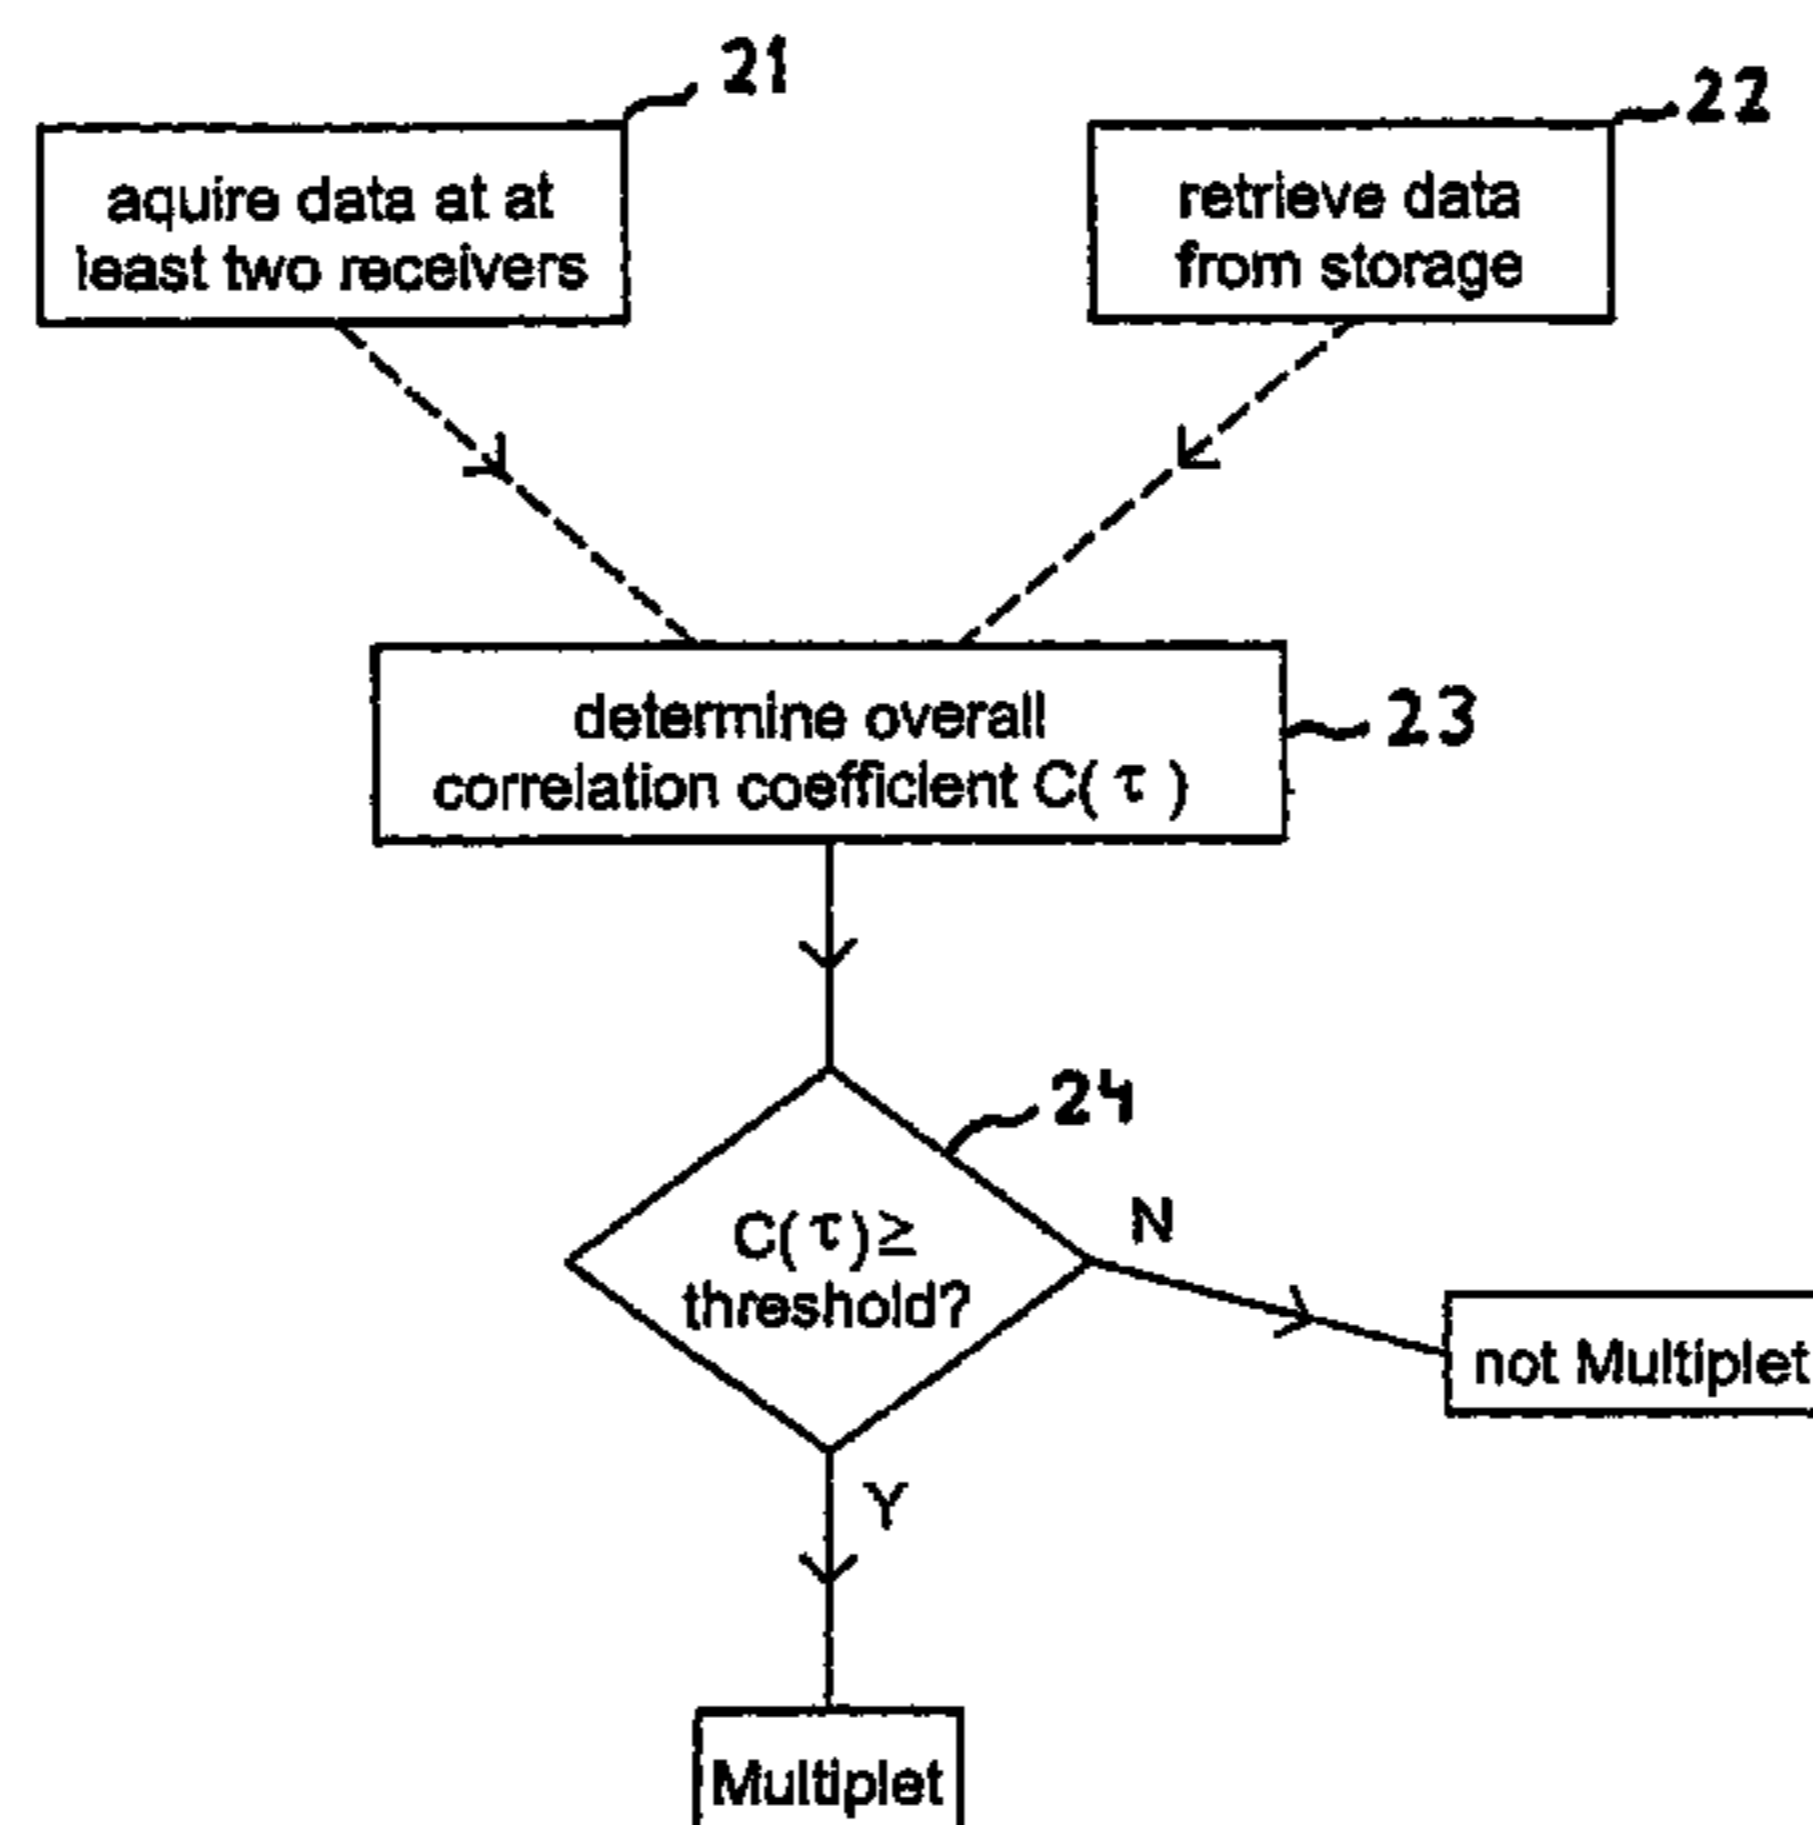 21
aquire data at at
least two receivers
22
retrieve data
from storage
determine overall
correlation coefficient C(τ)
23
24
C(τ)≥
threshold?
N
not Multiplet
Y
Multiplet